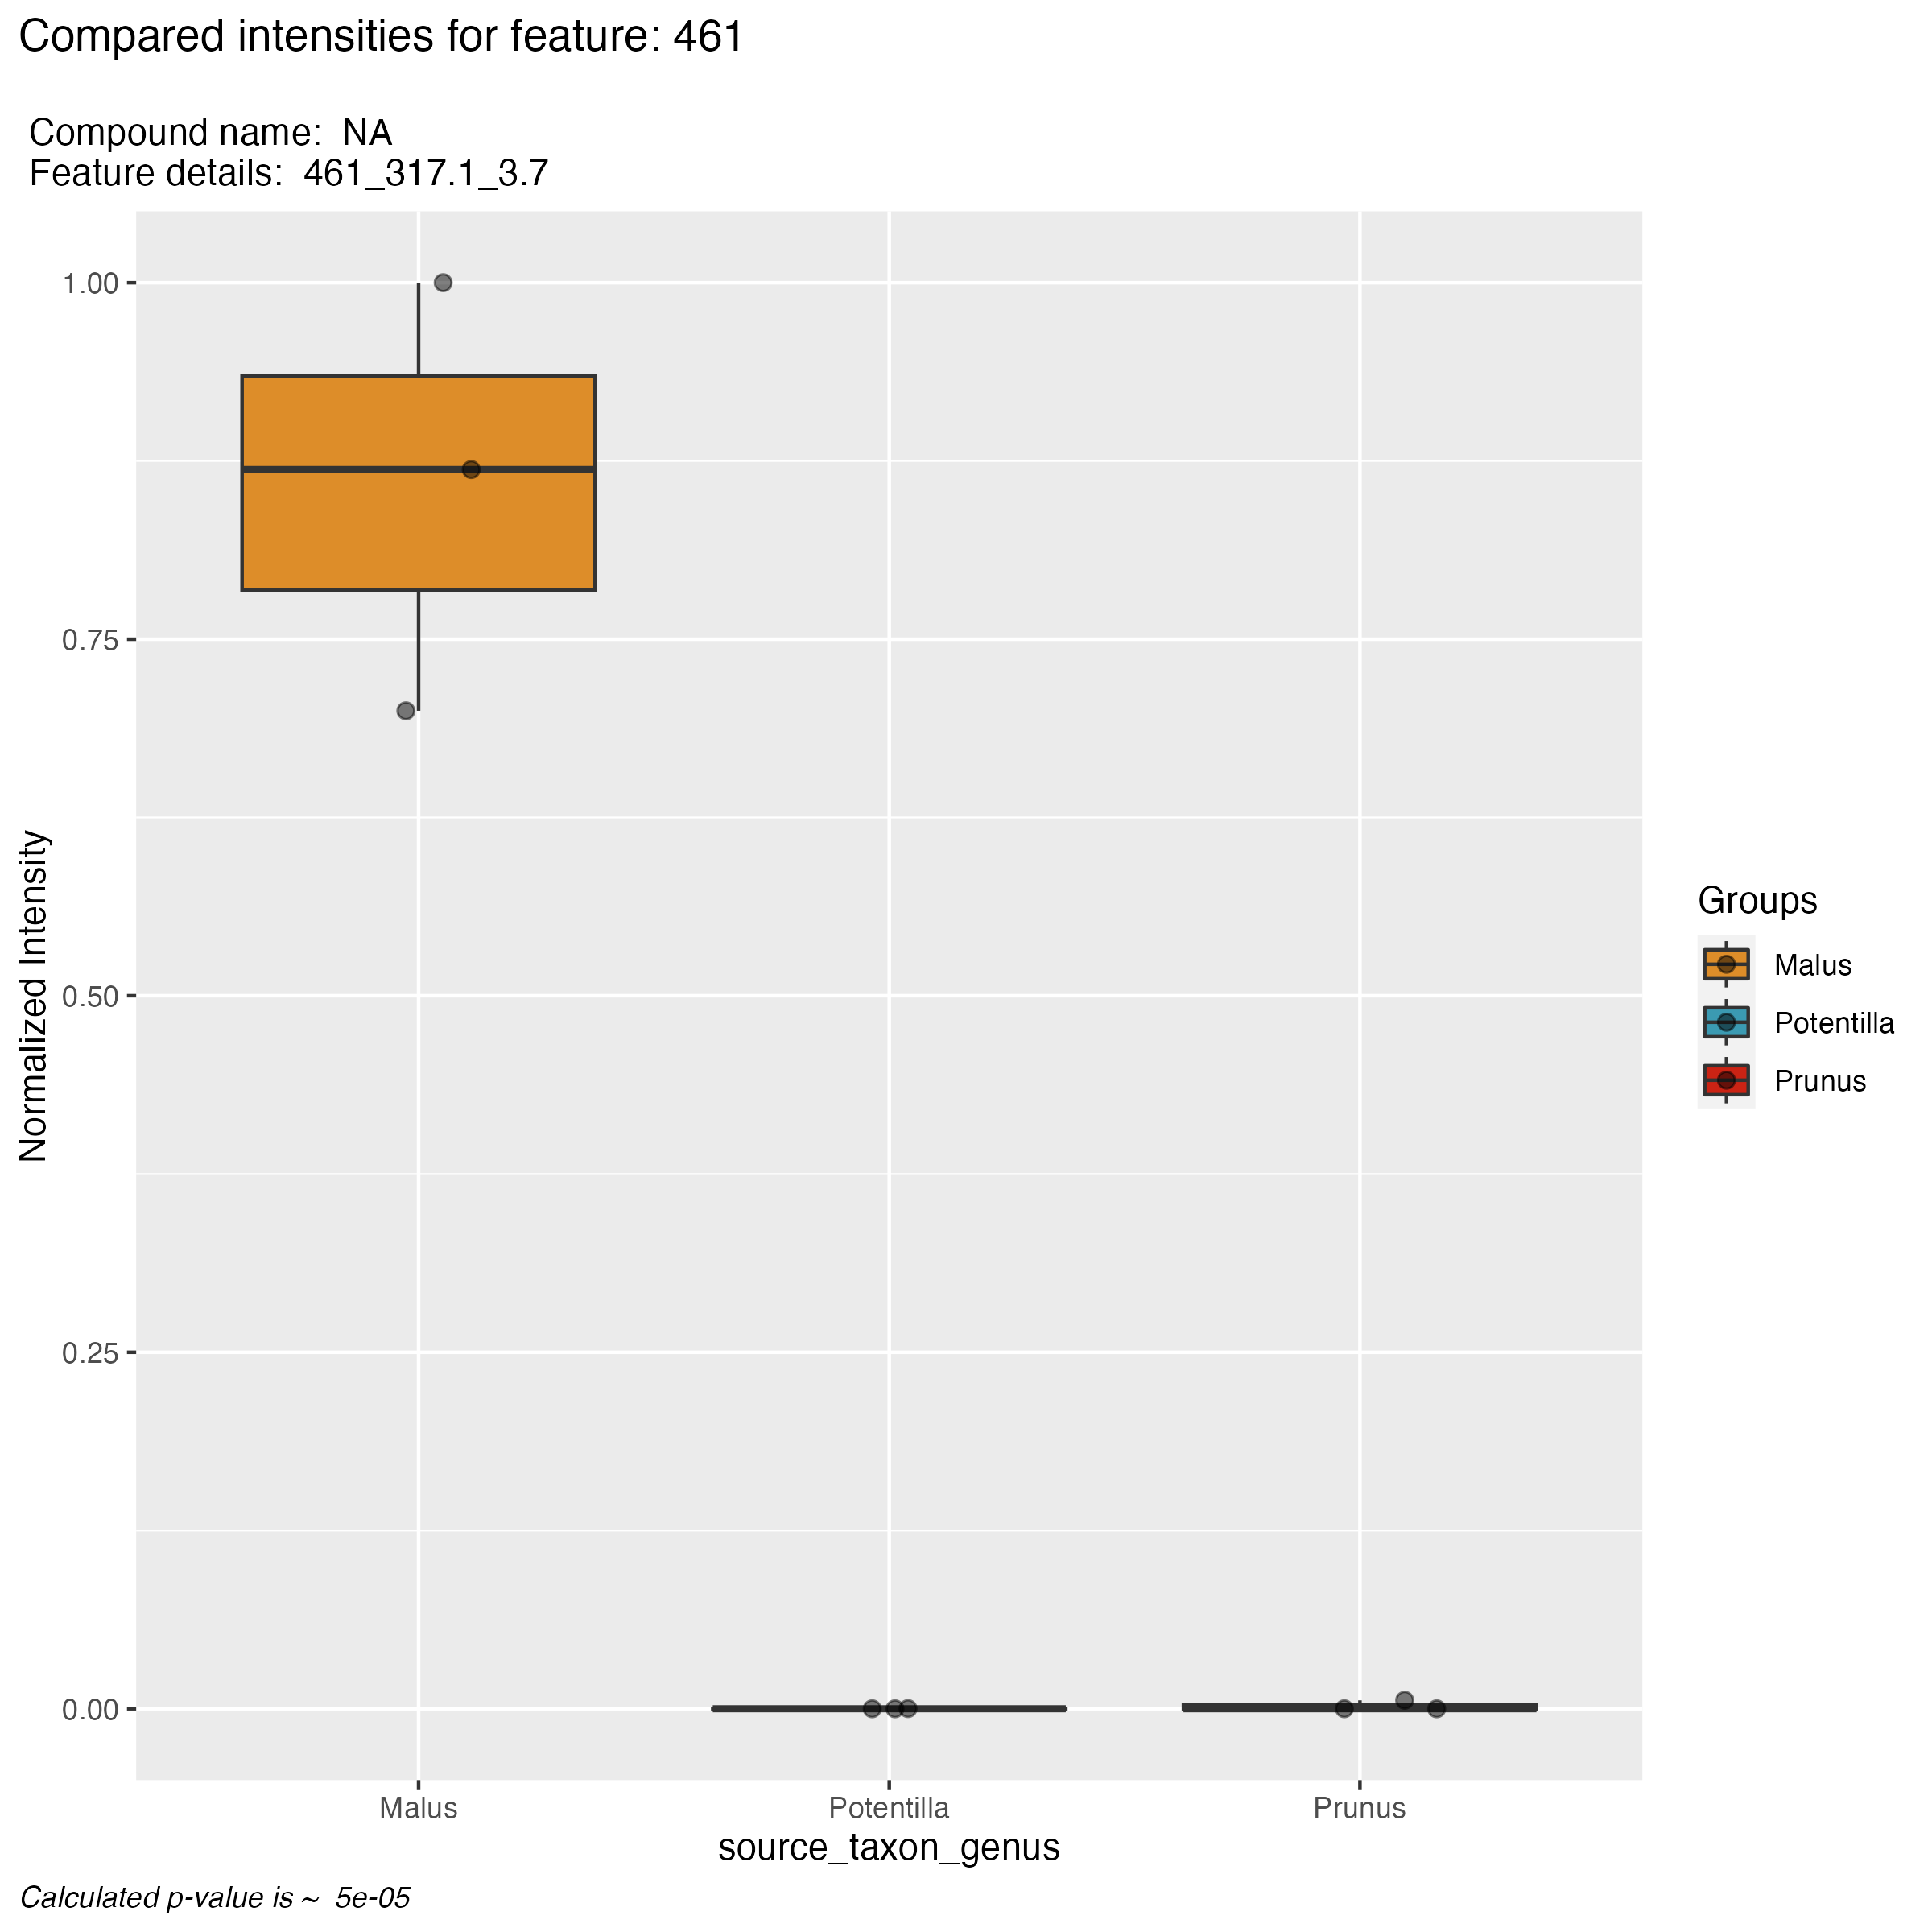 Compared intensities for feature: 461
Compound name:  NA
Feature details:  461_317.1_3.7
Normalized Intensity
1.00
0.75
0.50
0.25
0.00
Malus
Potentilla
Prunus
source_taxon_genus
Groups
Malus
Potentilla
Prunus
Calculated p-value is ~  5e-05